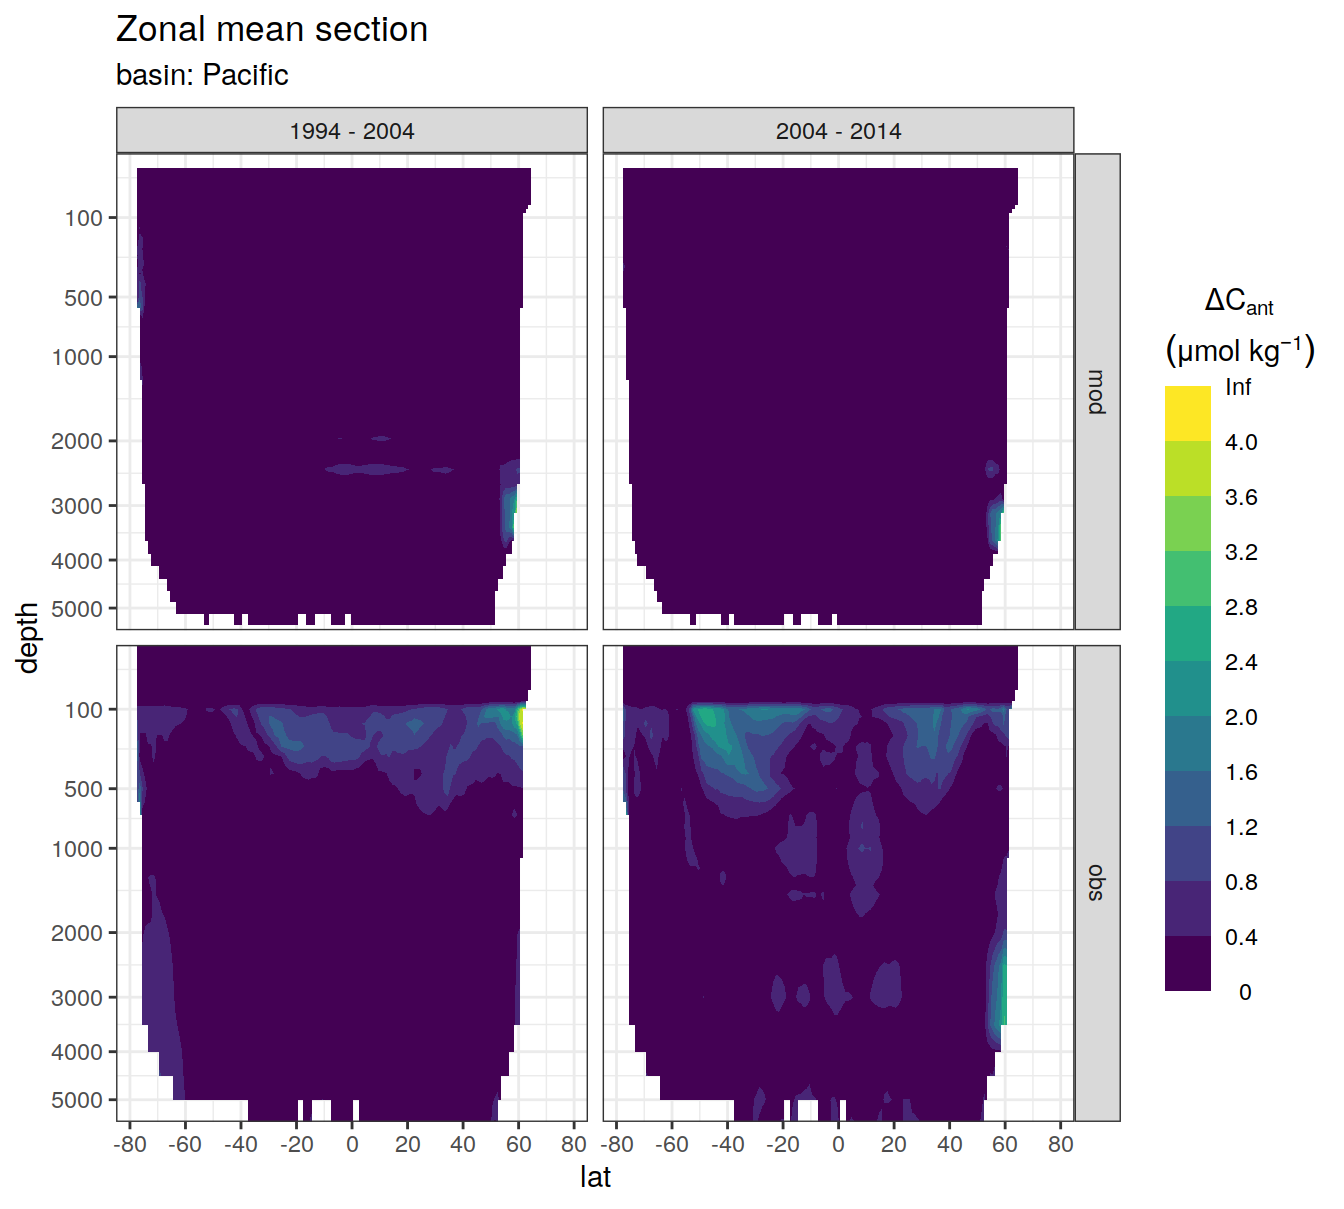 Zonal mean section
basin: Pacific
1994 - 2004
2004 - 2014
100
500
1000
2000
3000
4000
5000
mod
100
500
1000
2000
3000
4000
5000
obs
depth
-80 -60 -40 -20 0 20 40 60 80
-80 -60 -40 -20 0 20 40 60 80
lat
ΔCant
(μmol kg⁻¹)
Inf
4.0
3.6
3.2
2.8
2.4
2.0
1.6
1.2
0.8
0.4
0